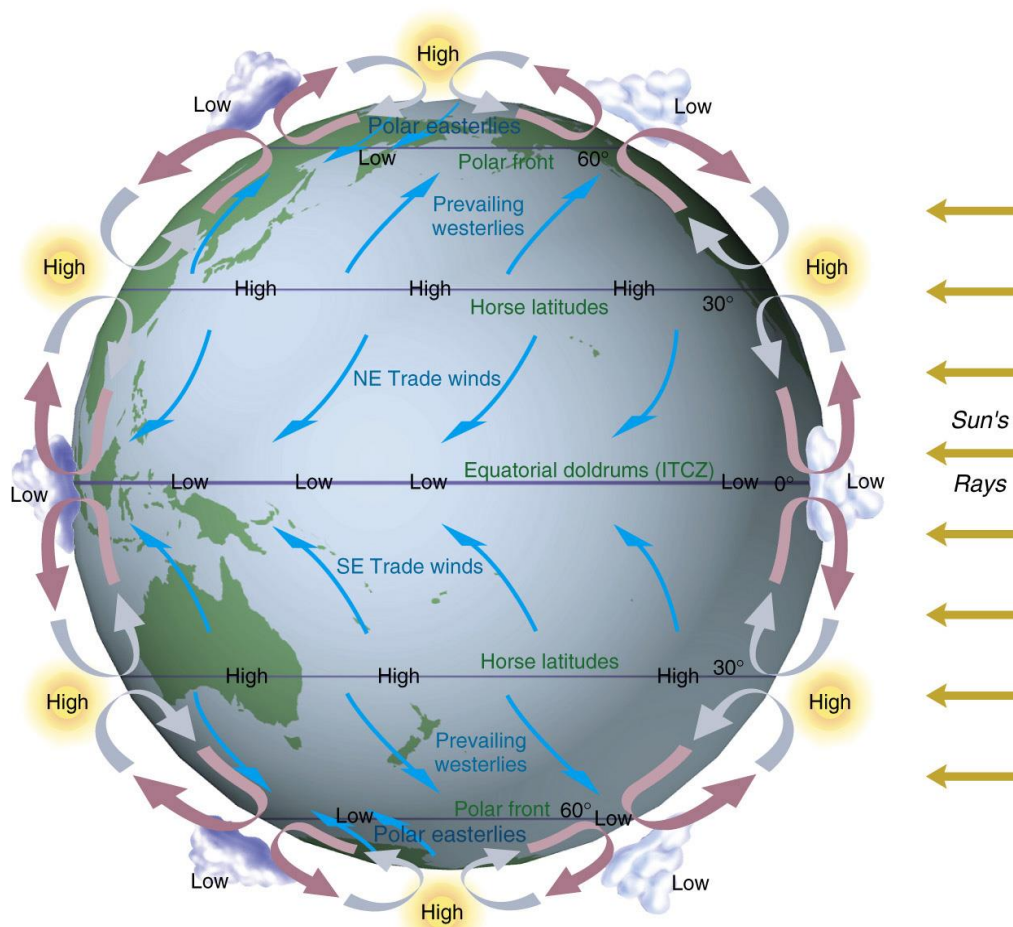 High
Low
Low
Polar easterlies
Low
Polar front
60°
Prevailing
westerlies
High
High
High
High
High
Horse latitudes
30°
NE Trade winds
Sun's
Rays
Equatorial doldrums (ITCZ)
Low
Low
Low
Low
Low
0°
Low
SE Trade winds
Horse latitudes
30°
High
High
High
High
High
Prevailing
westerlies
Polar front
60°
Low
Low
Polar easterlies
Low
Low
High